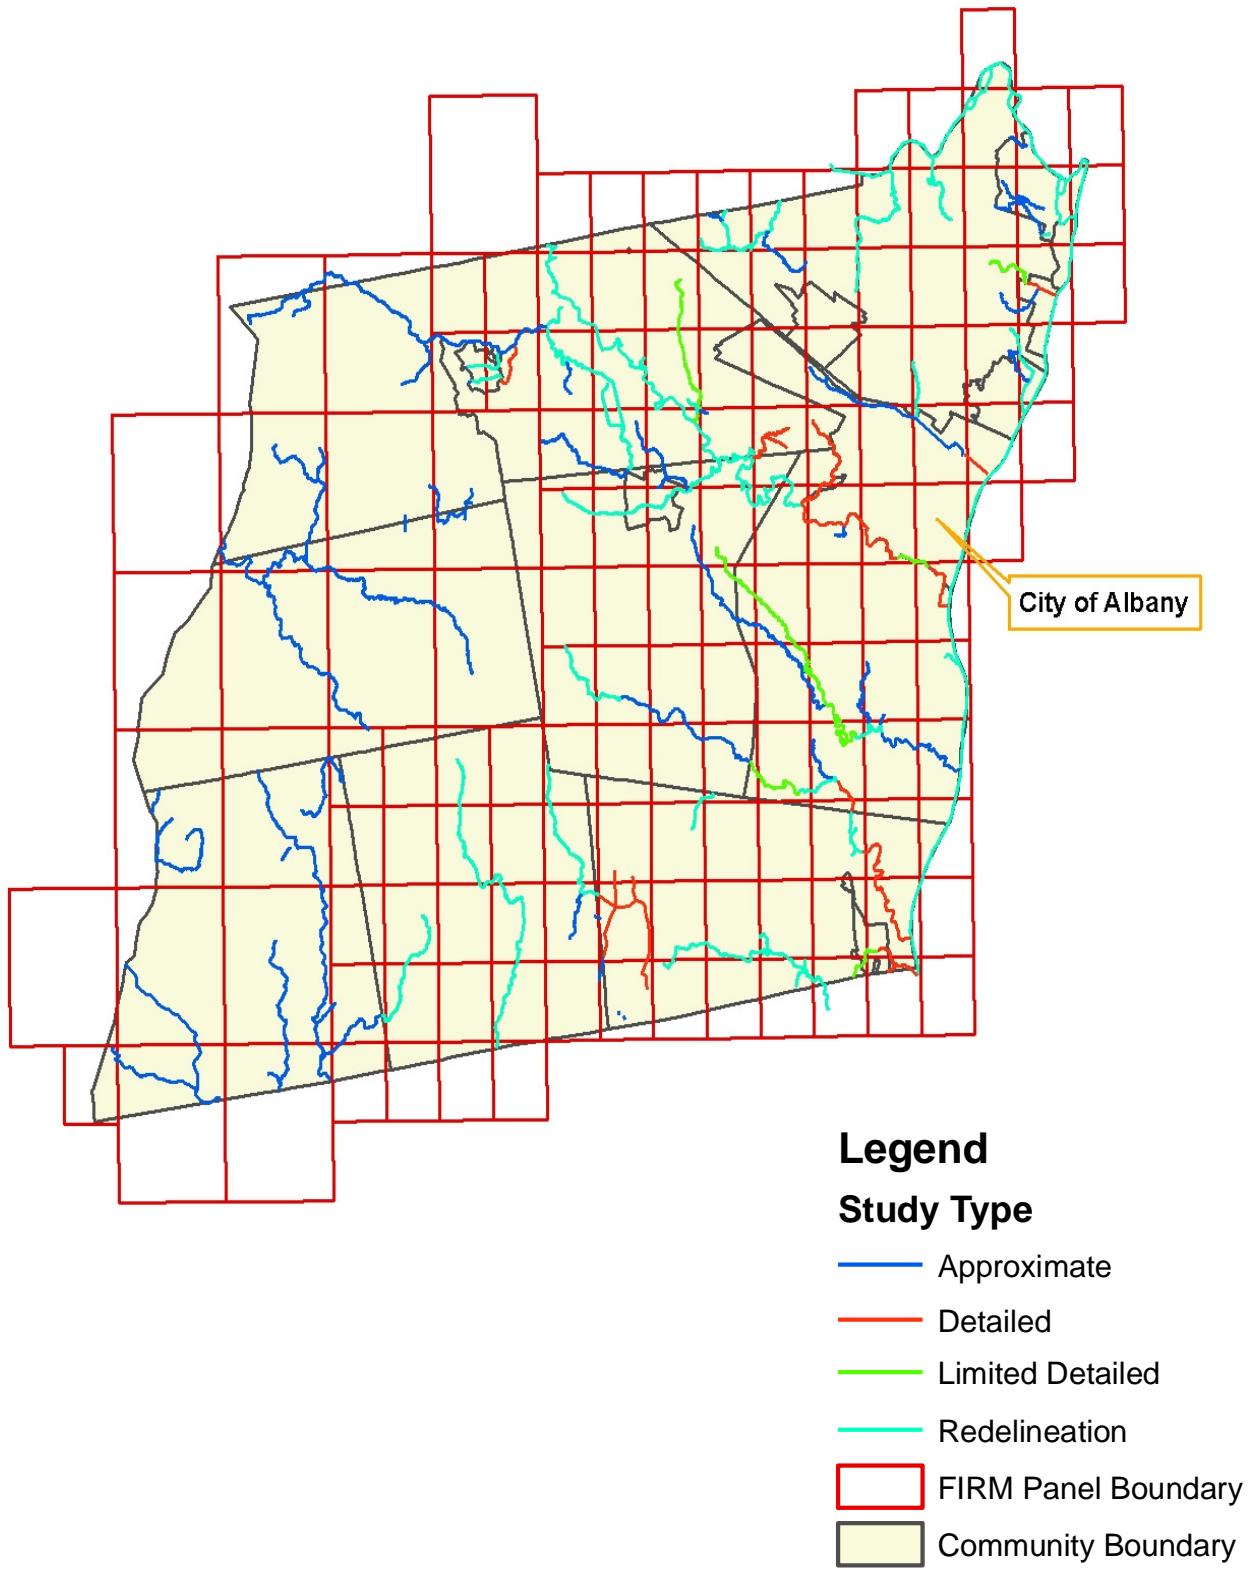 City of Albany
Legend
Study Type
Approximate
Detailed
Limited Detailed
Redelineation
FIRM Panel Boundary
Community Boundary